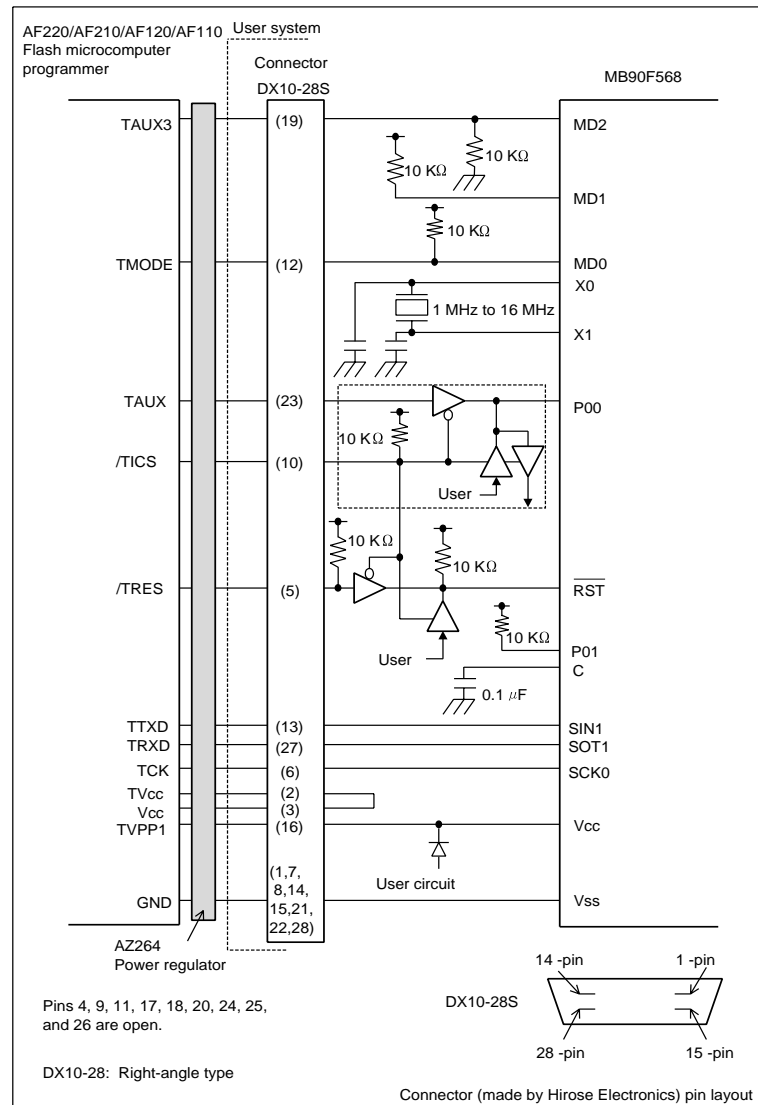 AF220/AF210/AF120/AF110
Flash microcomputer
programmer
User system
Connector
DX10-28S
MB90F568
TAUX3
(19)
MD2
10 KΩ
10 KΩ
MD1
10 KΩ
TMODE
(12)
MD0
X0
1 MHz to 16 MHz
X1
TAUX
(23)
P00
10 KΩ
/TICS
(10)
User
10 KΩ
10 KΩ
/TRES
(5)
RST
10 KΩ
User
P01
C
0.1 μF
TTXD
(13)
SIN1
TRXD
(27)
SOT1
TCK
(6)
SCK0
TVcc
(2)
Vcc
(3)
TVPP1
(16)
Vcc
User circuit
(1,7,
8,14,
15,21,
22,28)
GND
Vss
AZ264
Power regulator
14 -pin
1 -pin
DX10-28S
28 -pin
15 -pin
Pins 4, 9, 11, 17, 18, 20, 24, 25,
and 26 are open.
DX10-28: Right-angle type
Connector (made by Hirose Electronics) pin layout